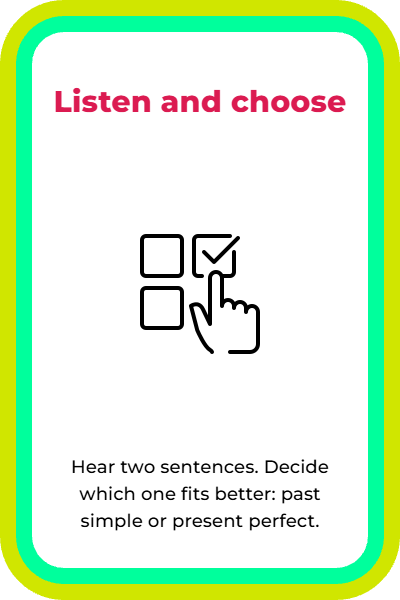 Listen and choose
Hear two sentences. Decide
which one fits better: past
simple or present perfect.